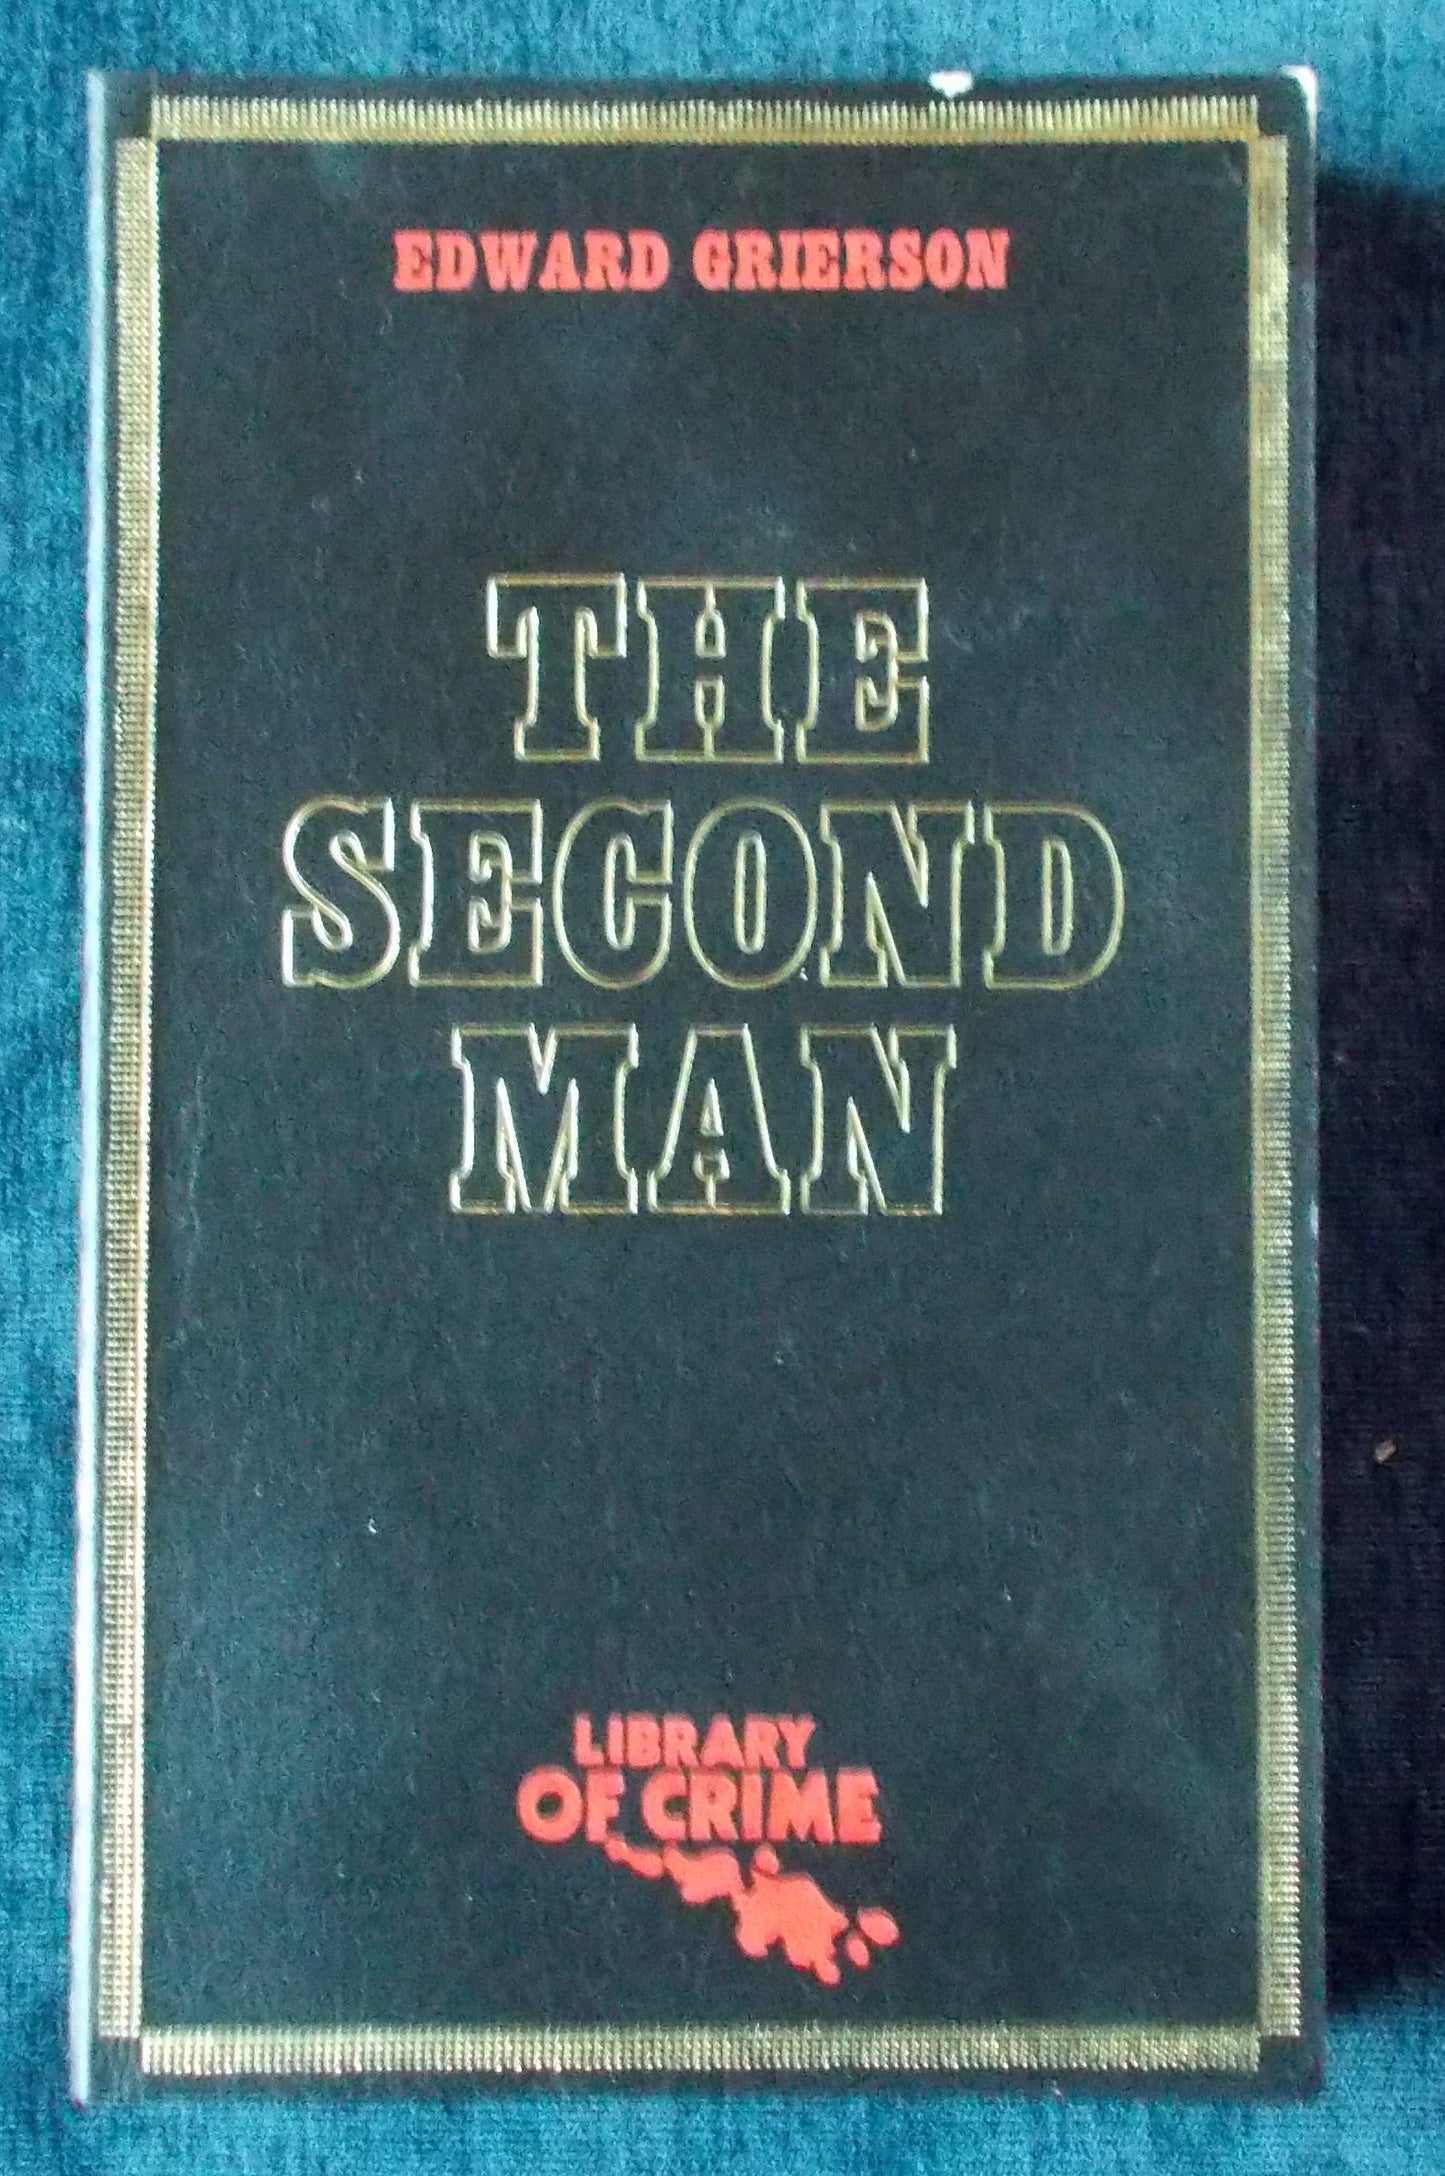 EDWARD GRIERSON
THE
SECOND
MAN
LIBRARY
OF CRIME